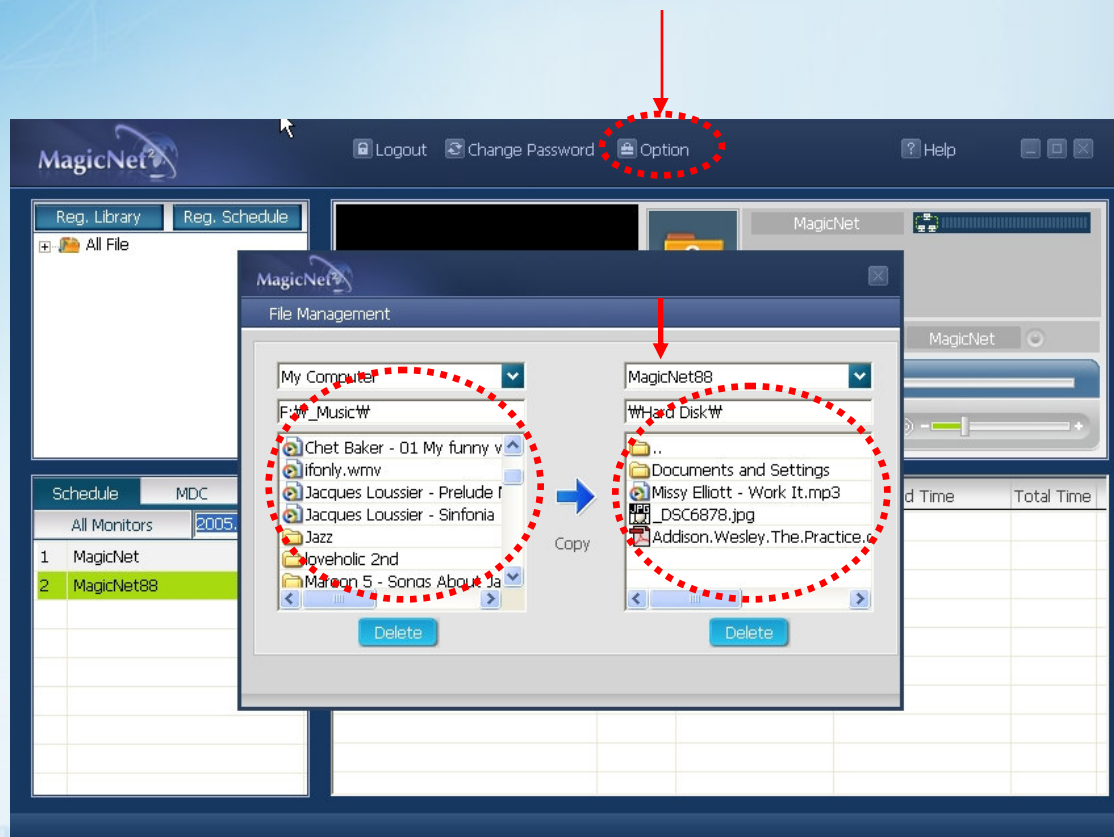 MagicNet²
Logout
Change Password
Option
Help
Reg. Library
Reg. Schedule
All File
MagicNet
MagicNet
MagicNet²
File Management
My Computer
F:₩_Music₩
Chet Baker - 01 My funny
ifonly.wmv
Jacques Loussier - Prelude
Jacques Loussier - Sinfonia
Jazz
loveholic 2nd
Maroon 5 - Songs About Ja
Delete
Copy
MagicNet88
₩Hard Disk₩
..
Documents and Settings
Missy Elliott - Work It.mp3
_DSC6878.jpg
Addison.Wesley.The.Practice.
Delete
Schedule
MDC
d Time
Total Time
All Monitors
2005.
1 MagicNet
2 MagicNet88